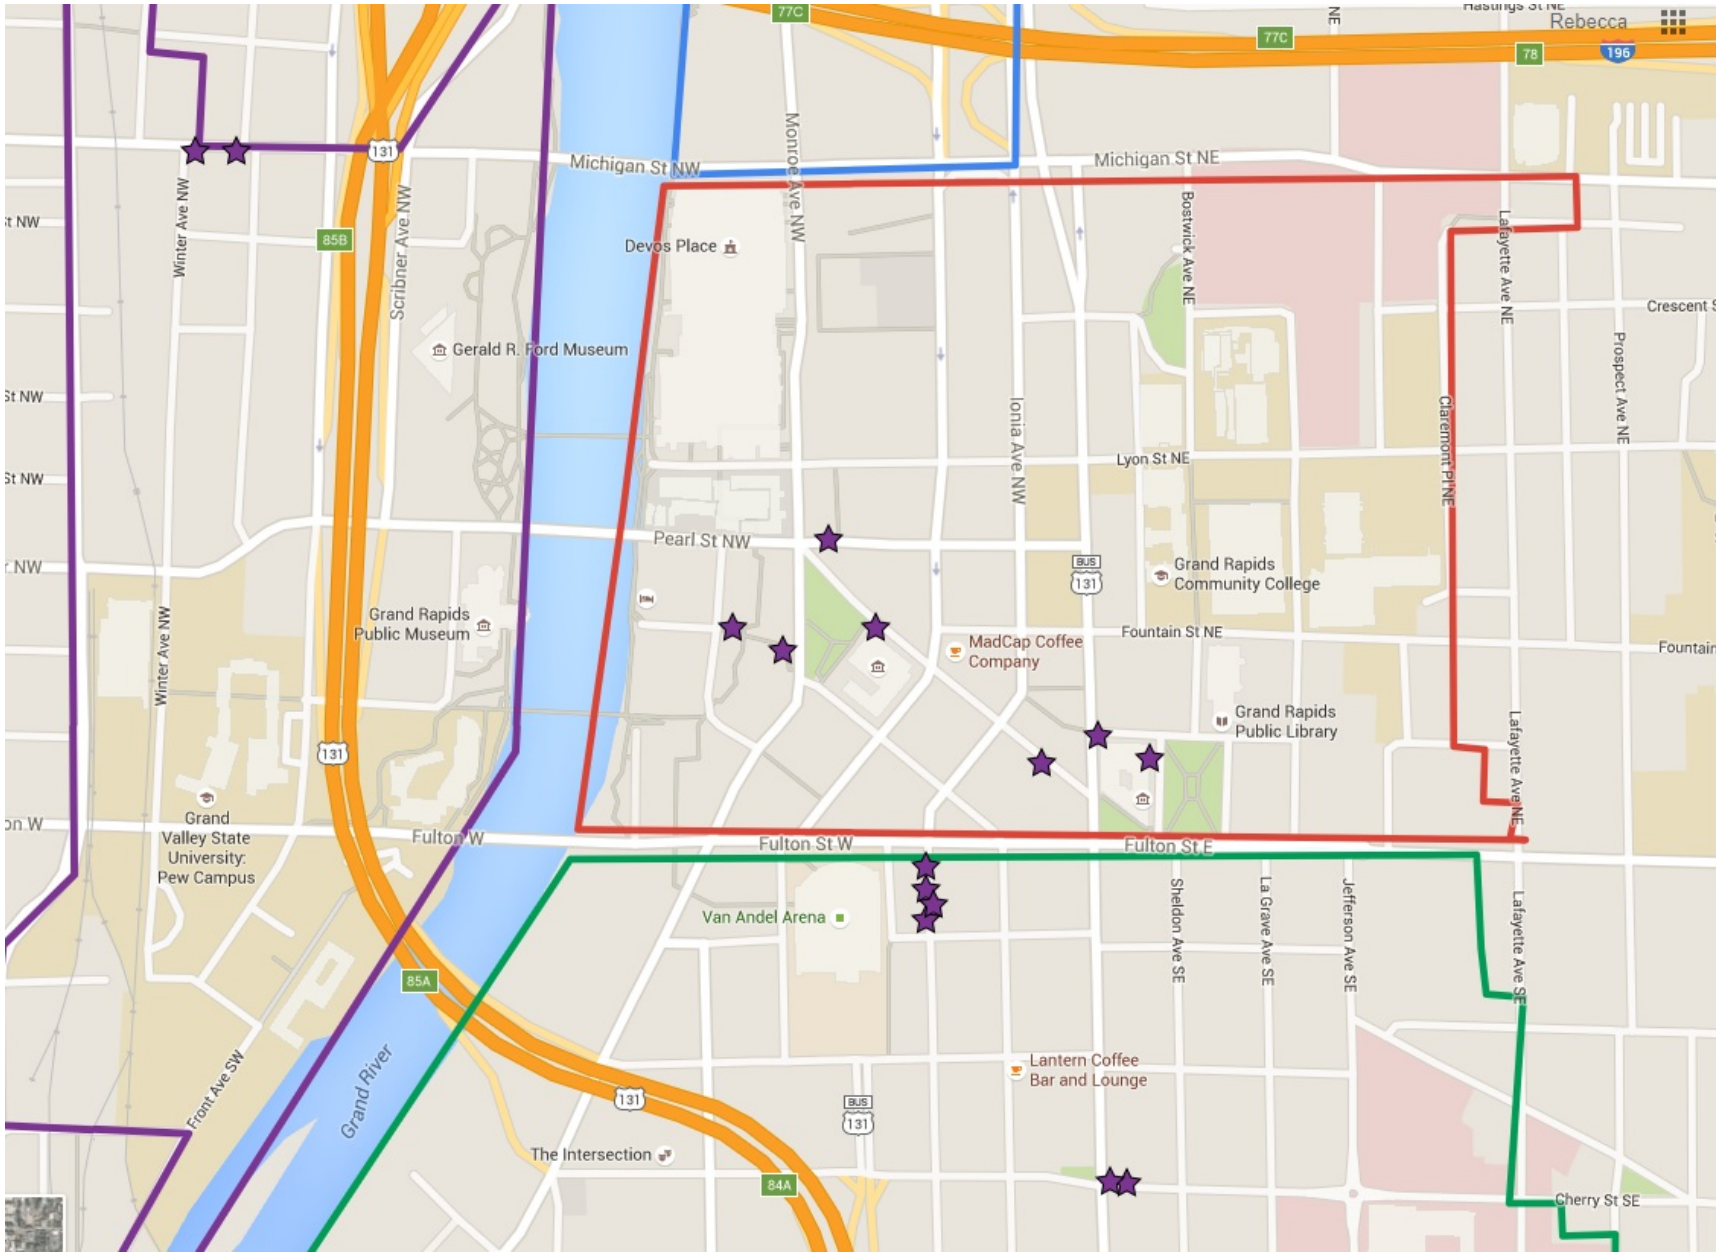 77C
NE
Hastings St NE
Rebecca
77C
78
196
131
Michigan St NW
Monroe Ave NW
Michigan St NE
St NW
Winter Ave NW
85B
Scribner Ave NW
Devos Place
Bostwick Ave NE
Lafayette Ave NE
Crescent S
Gerald R. Ford Museum
Prospect Ave NE
St NW
Ionia Ave NW
Claremont Pl NE
Lyon St NE
St NW
Pearl St NW
r NW
BUS
131
Grand Rapids
Community College
Grand Rapids
Public Museum
Winter Ave NW
MadCap Coffee
Company
Fountain St NE
Fountain
Grand Rapids
Public Library
Lafayette Ave NE
131
Grand
Valley State
University:
Pew Campus
on W
Fulton W
Fulton St W
Fulton St E
Van Andel Arena
Sheldon Ave SE
La Grave Ave SE
Jefferson Ave SE
Lafayette Ave SE
85A
Front Ave SW
Grand River
Lantern Coffee
Bar and Lounge
131
BUS
131
The Intersection
84A
Cherry St SE